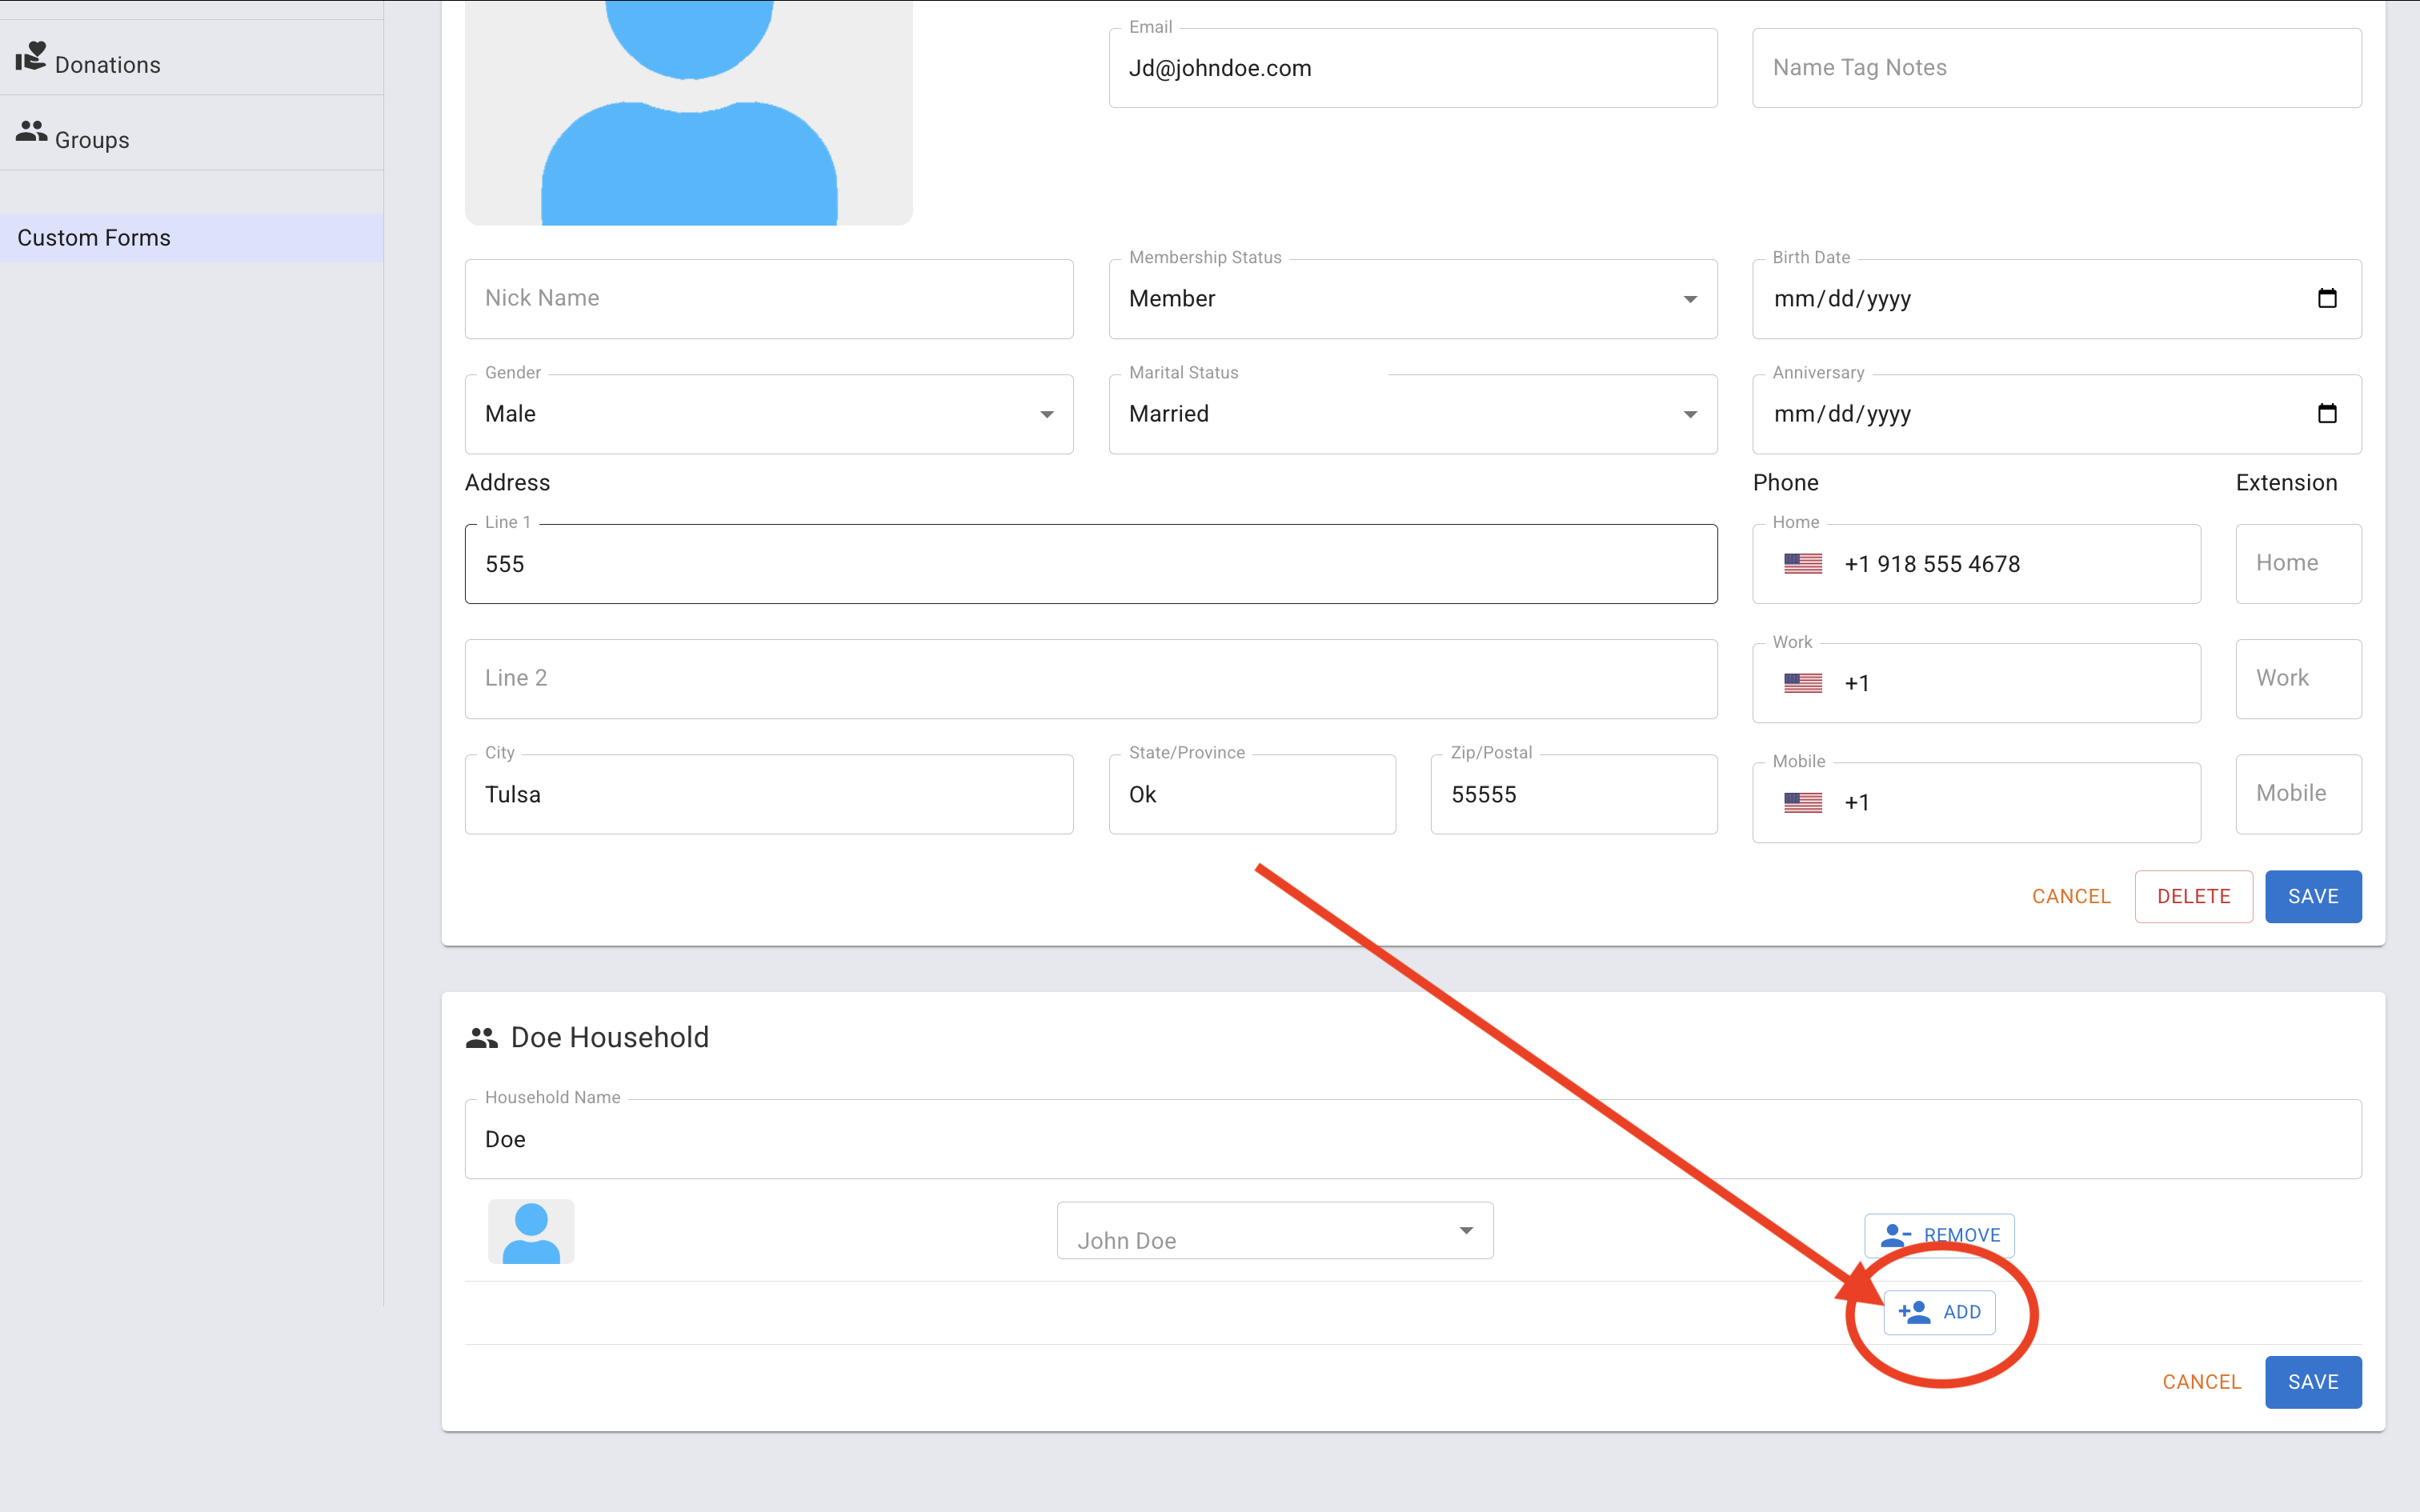 Donations
Groups
Custom Forms
Email
Jd@johndoe.com
Name Tag Notes
Nick Name
Membership Status
Member
Birth Date
mm/dd/yyyy
Gender
Male
Marital Status
Married
Anniversary
mm/dd/yyyy
Address
Phone
Extension
Line 1
555
Home
+1 918 555 4678
Home
Line 2
Work
+1
Work
City
Tulsa
State/Province
Ok
Zip/Postal
55555
Mobile
+1
Mobile
CANCEL
DELETE
SAVE
Doe Household
Household Name
Doe
John Doe
REMOVE
ADD
CANCEL
SAVE